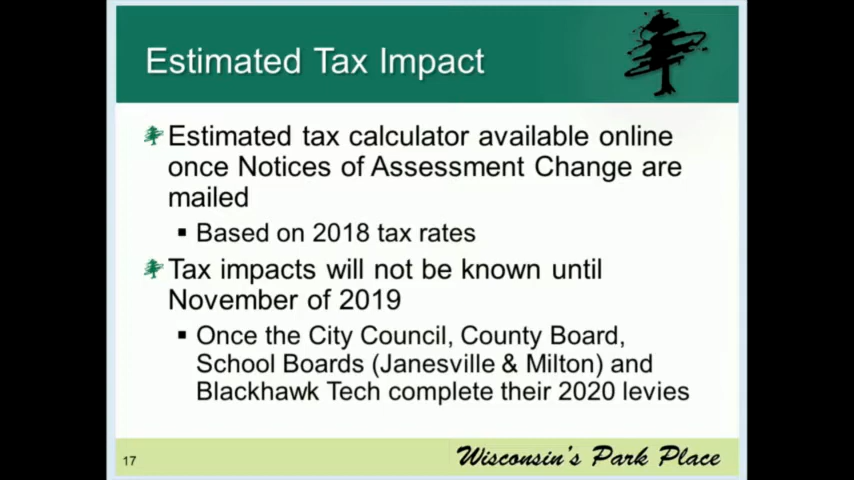 Estimated Tax Impact
Estimated tax calculator available online
once Notices of Assessment Change are
mailed
Based on 2018 tax rates
Tax impacts will not be known until
November of 2019
Once the City Council, County Board,
School Boards (Janesville & Milton) and
Blackhawk Tech complete their 2020 levies
17
Wisconsin's Park Place